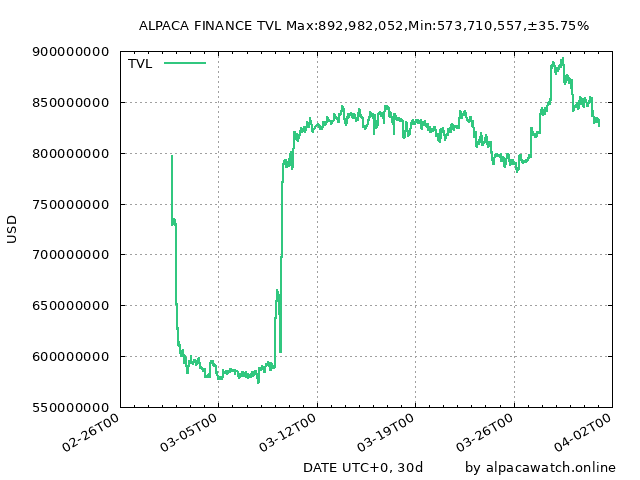 ALPACA FINANCE TVL Max:892,982,052,Min:573,710,557,±35.75%
TVL
900000000
850000000
800000000
750000000
700000000
650000000
600000000
550000000
USD
02-26T00
03-05T00
03-12T00
03-19T00
03-26T00
04-02T00
DATE UTC+0, 30d
by alpacawatch.online